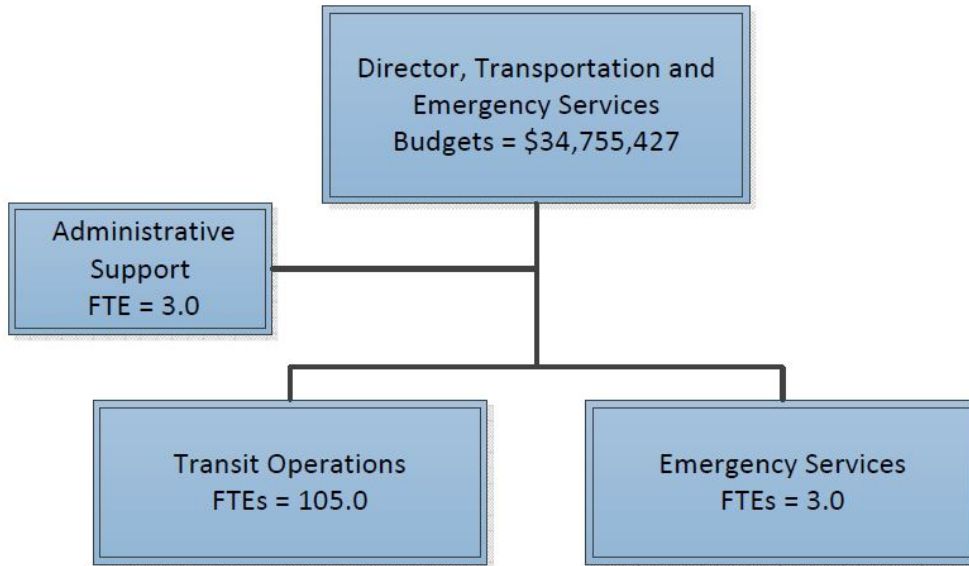 Director, Transportation and
Emergency Services
Budgets = $34,755,427
Administrative
Support
FTE = 3.0
Transit Operations
FTEs = 105.0
Emergency Services
FTEs = 3.0